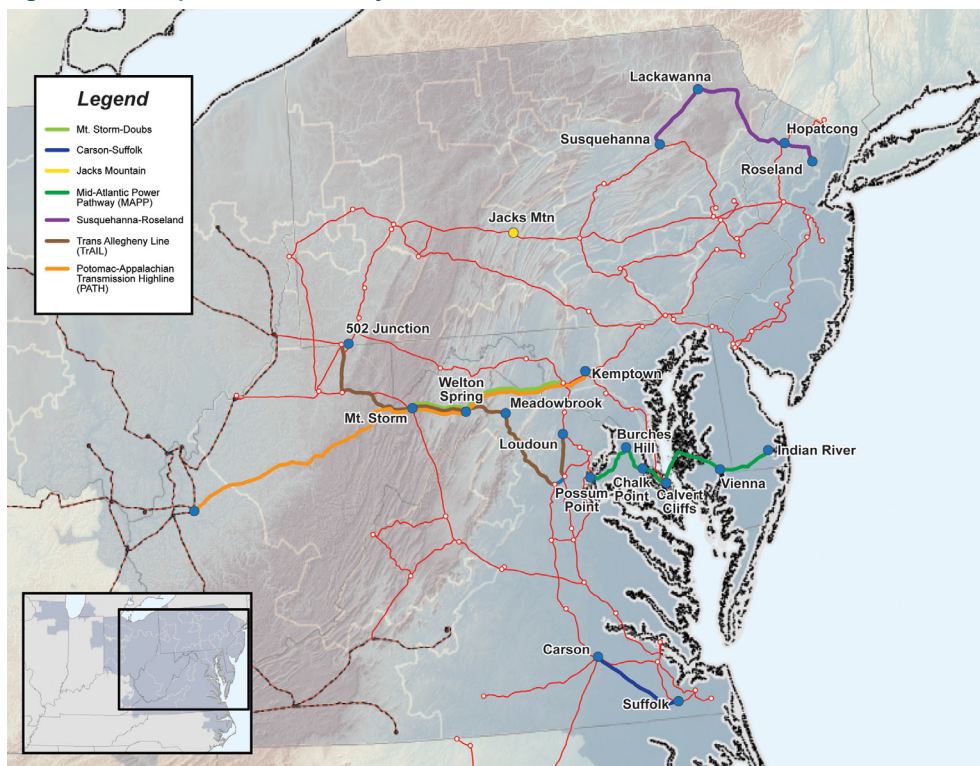 Legend
Mt. Storm-Doubs
Carson-Suffolk
Jacks Mountain
Mid-Atlantic Power
Pathway (MAPP)
Susquehanna-Roseland
Trans Allegheny Line
(TrAIL)
Potomac-Appalachian
Transmission Highline
(PATH)
Lackawanna
Susquehanna
Hopatcong
Roseland
Jacks Mtn
502 Junction
Kemptown
Welton
Spring
Mt. Storm
Meadowbrook
Loudoun
Burches
Hill
Indian River
Possum
Point
Chalk
Point
Calvert
Cliffs
Vienna
Carson
Suffolk